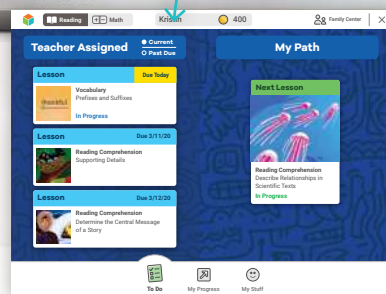 Reading
Math
Kristin
400
Family Center
Teacher Assigned
Current
Past Due
My Path
Lesson
Due Today
Vocabulary
Prefixes and Suffixes
In Progress
Lesson
Due 3/11/20
Reading Comprehension
Supporting Details
Lesson
Due 3/12/20
Reading Comprehension
Determine the Central Message
of a Story
Next Lesson
Reading Comprehension
Describe Relationships in
Scientific Texts
In Progress
To Do
My Progress
My Stuff